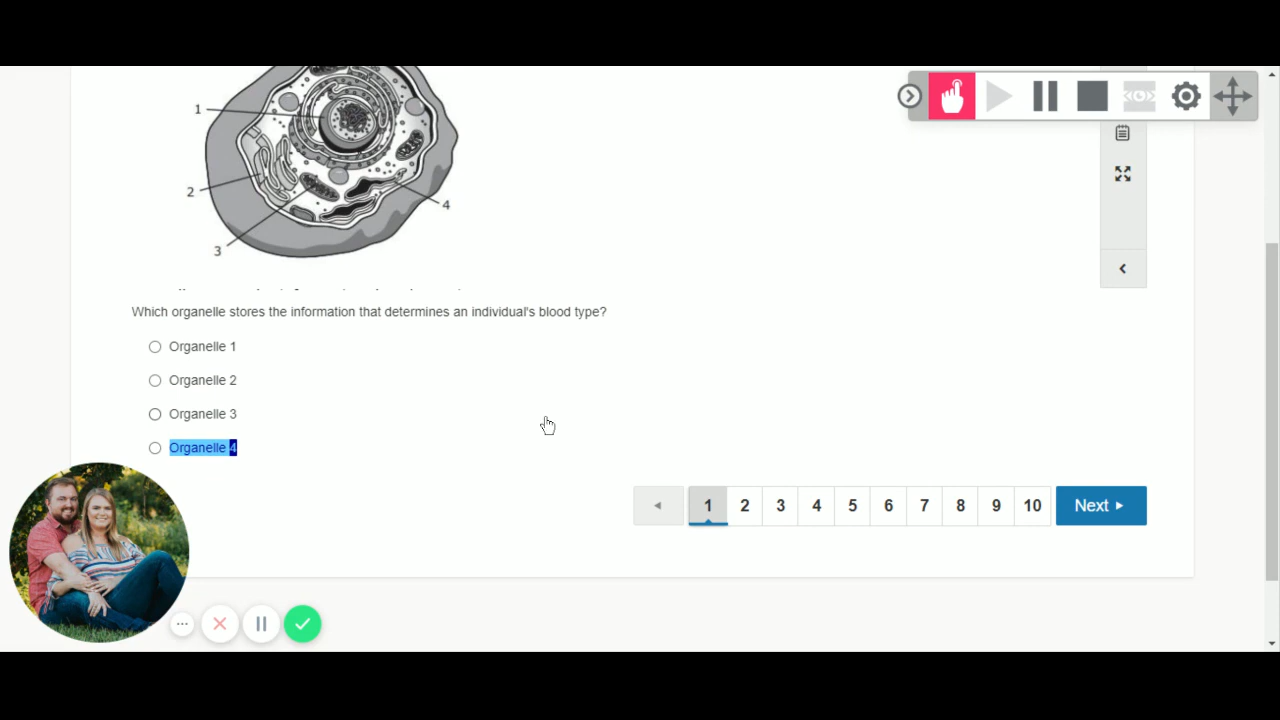 1
2
3
4
Which organelle stores the information that determines an individual's blood type?
Organelle 1
Organelle 2
Organelle 3
Organelle 4
1 2 3 4 5 6 7 8 9 10 Next